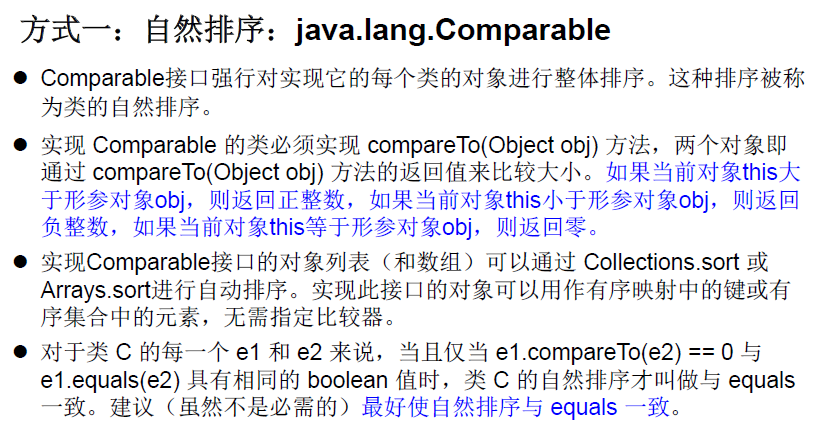 方式一：自然排序：java.lang.Comparable
● Comparable接口强行对实现它的每个类的对象进行整体排序。这种排序被称
为类的自然排序。
● 实现 Comparable 的类必须实现 compareTo(Object obj) 方法，两个对象即
通过 compareTo(Object obj) 方法的返回值来比较大小。如果当前对象this大
于形参对象obj，则返回正整数，如果当前对象this小于形参对象obj，则返回
负整数，如果当前对象this等于形参对象obj，则返回零。
● 实现Comparable接口的对象列表（和数组）可以通过 Collections.sort 或
Arrays.sort进行自动排序。实现此接口的对象可以用作有序映射中的键或有
序集合中的元素，无需指定比较器。
● 对于类 C 的每一个 e1 和 e2 来说，当且仅当 e1.compareTo(e2) == 0 与
e1.equals(e2) 具有相同的 boolean 值时，类 C 的自然排序才叫做与 equals
一致。建议（虽然不是必需的）最好使自然排序与 equals 一致。